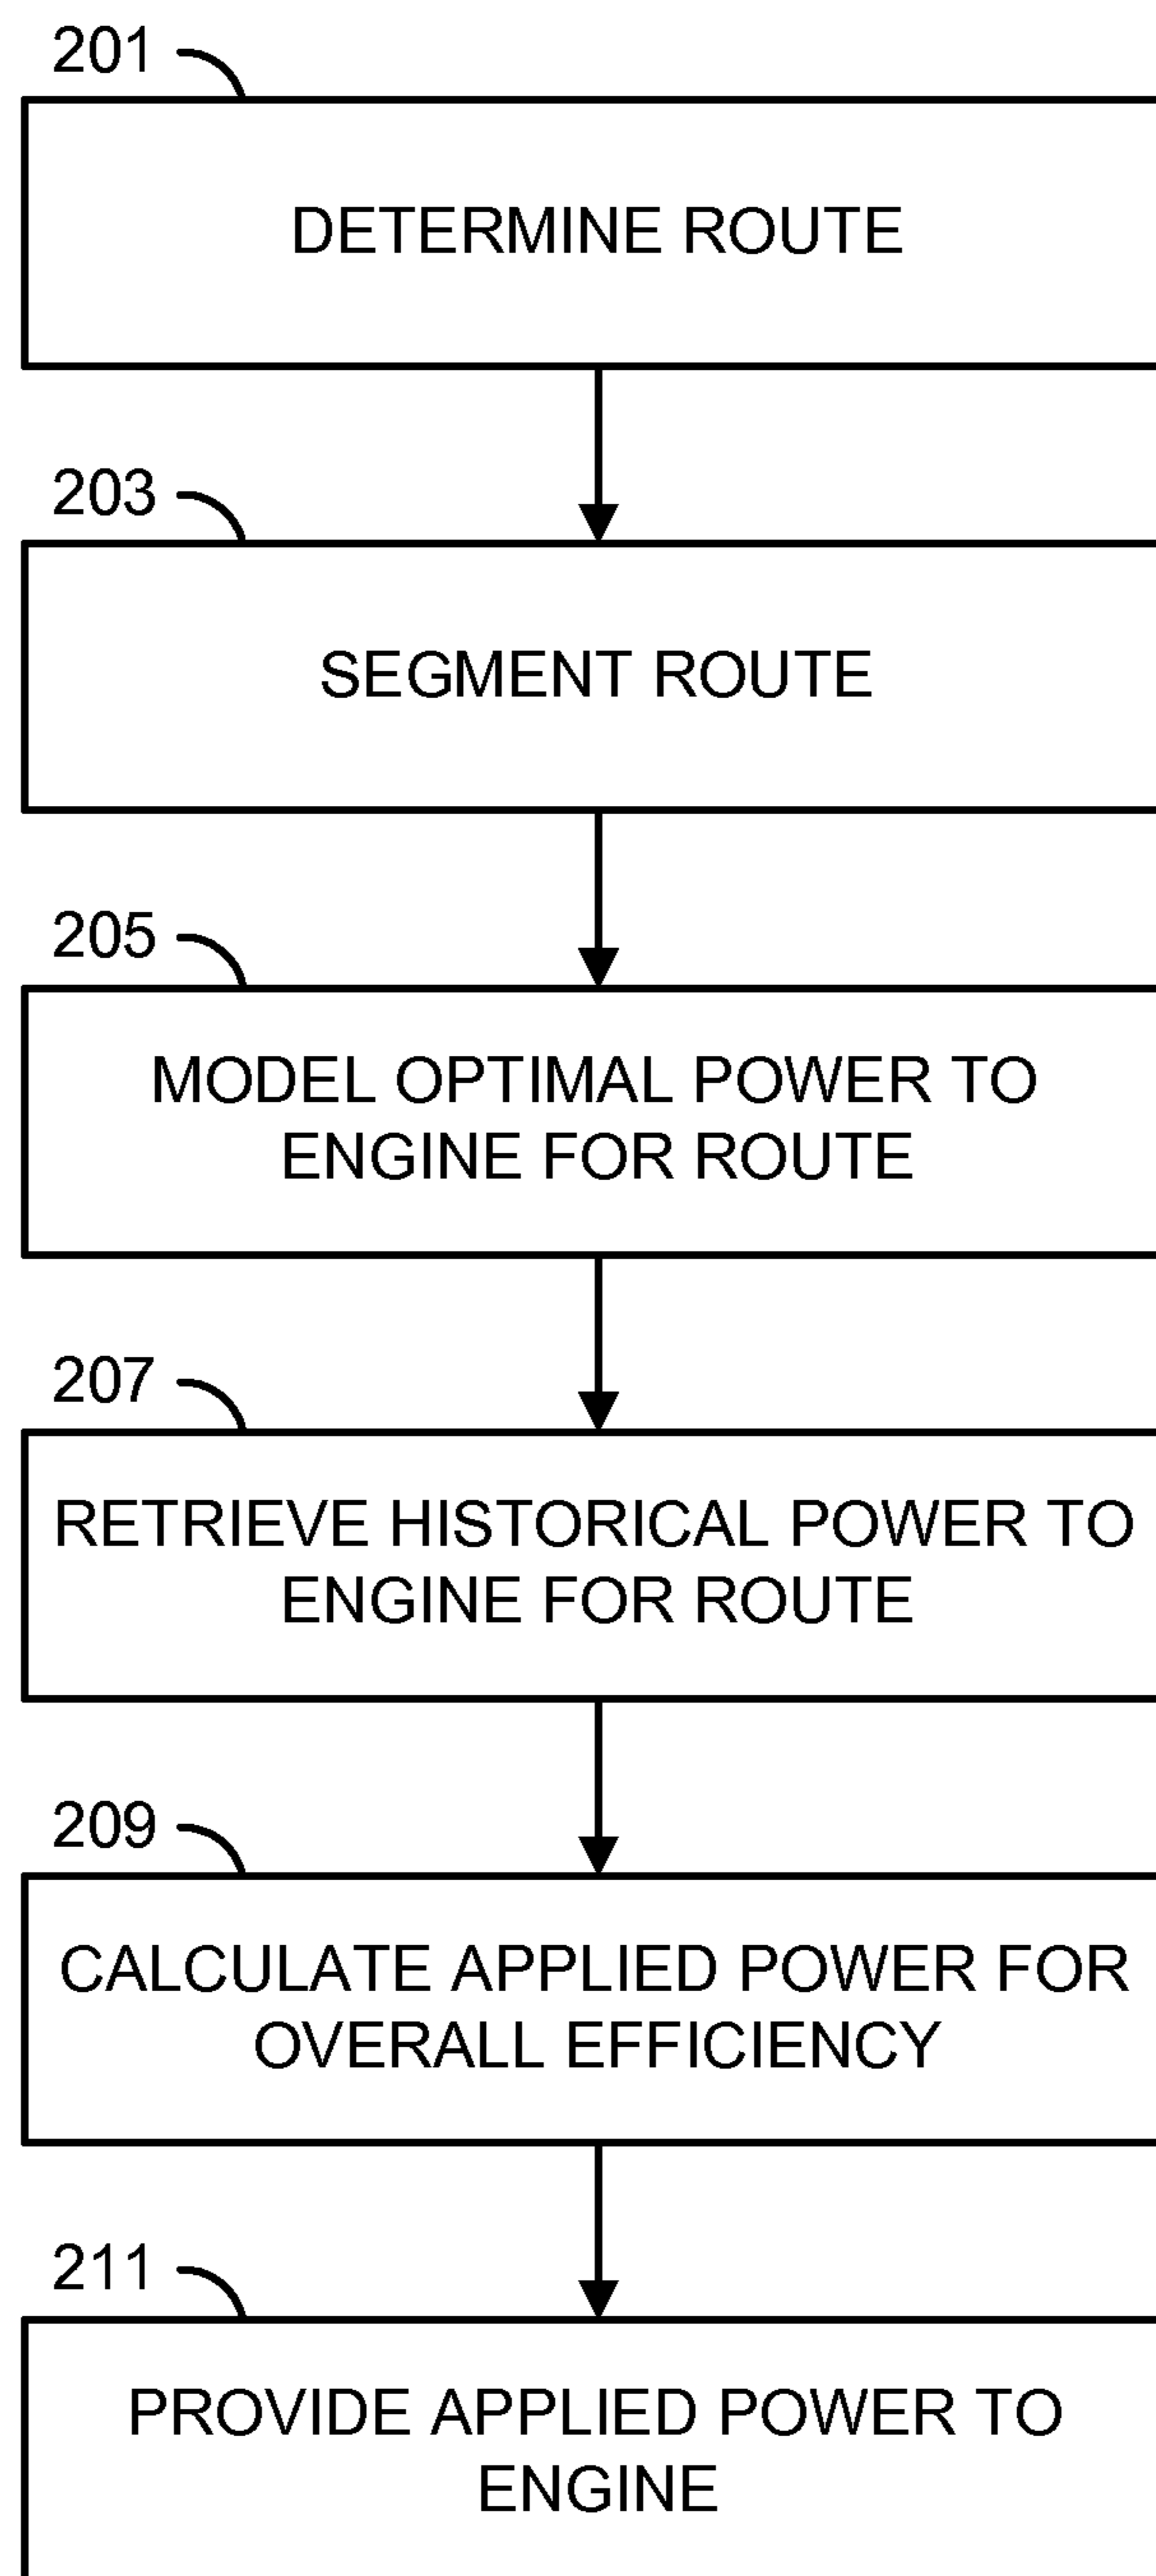 201
DETERMINE ROUTE
203
SEGMENT ROUTE
205
MODEL OPTIMAL POWER TO
ENGINE FOR ROUTE
207
RETRIEVE HISTORICAL POWER TO
ENGINE FOR ROUTE
209
CALCULATE APPLIED POWER FOR
OVERALL EFFICIENCY
211
PROVIDE APPLIED POWER TO
ENGINE